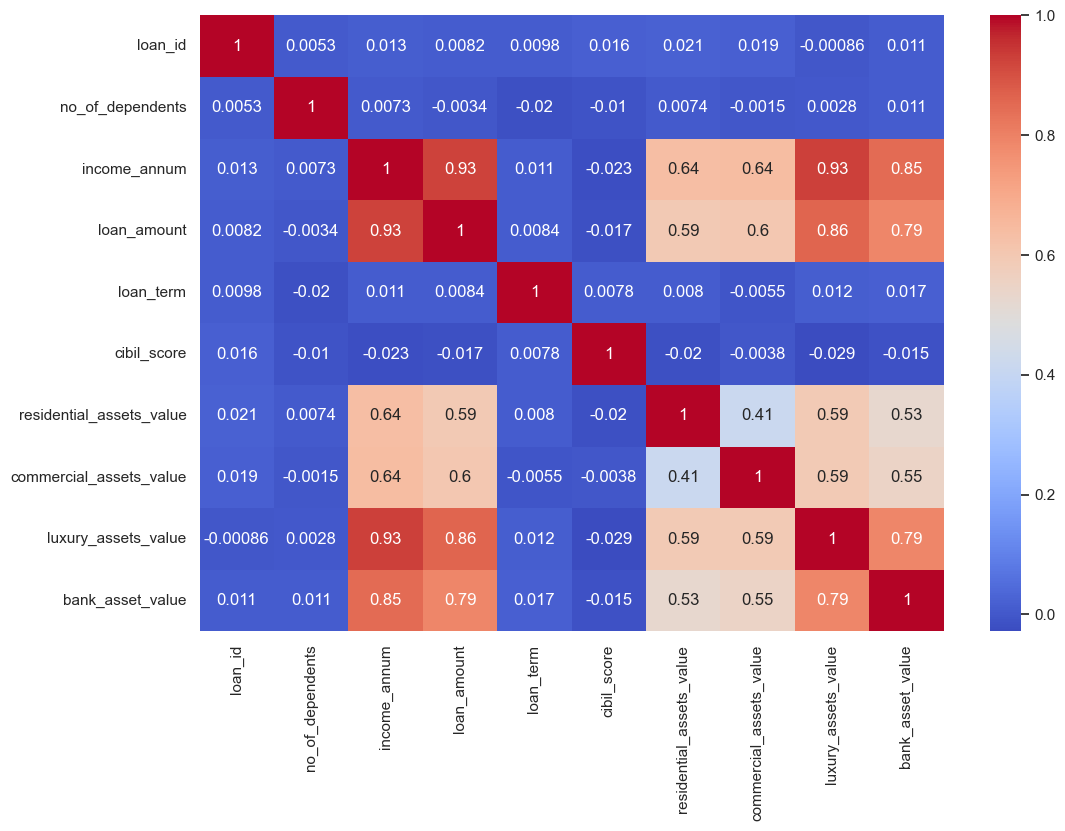 loan_id 1 0.0053 0.013 0.0082 0.0098 0.016 0.021 0.019 -0.00086 0.011
no_of_dependents 0.0053 1 0.0073 -0.0034 -0.02 -0.01 0.0074 -0.0015 0.0028 0.011
income_annum 0.013 0.0073 1 0.93 0.011 -0.023 0.64 0.64 0.93 0.85
loan_amount 0.0082 -0.0034 0.93 1 0.0084 -0.017 0.59 0.6 0.86 0.79
loan_term 0.0098 -0.02 0.011 0.0084 1 0.0078 0.008 -0.0055 0.012 0.017
cibil_score 0.016 -0.01 -0.023 -0.017 0.0078 1 -0.02 -0.0038 -0.029 -0.015
residential_assets_value 0.021 0.0074 0.64 0.59 0.008 -0.02 1 0.41 0.59 0.53
commercial_assets_value 0.019 -0.0015 0.64 0.6 -0.0055 -0.0038 0.41 1 0.59 0.55
luxury_assets_value -0.00086 0.0028 0.93 0.86 0.012 -0.029 0.59 0.59 1 0.79
bank_asset_value 0.011 0.011 0.85 0.79 0.017 -0.015 0.53 0.55 0.79 1
loan_id
no_of_dependents
income_annum
loan_amount
loan_term
cibil_score
residential_assets_value
commercial_assets_value
luxury_assets_value
bank_asset_value
1.0
0.8
0.6
0.4
0.2
0.0